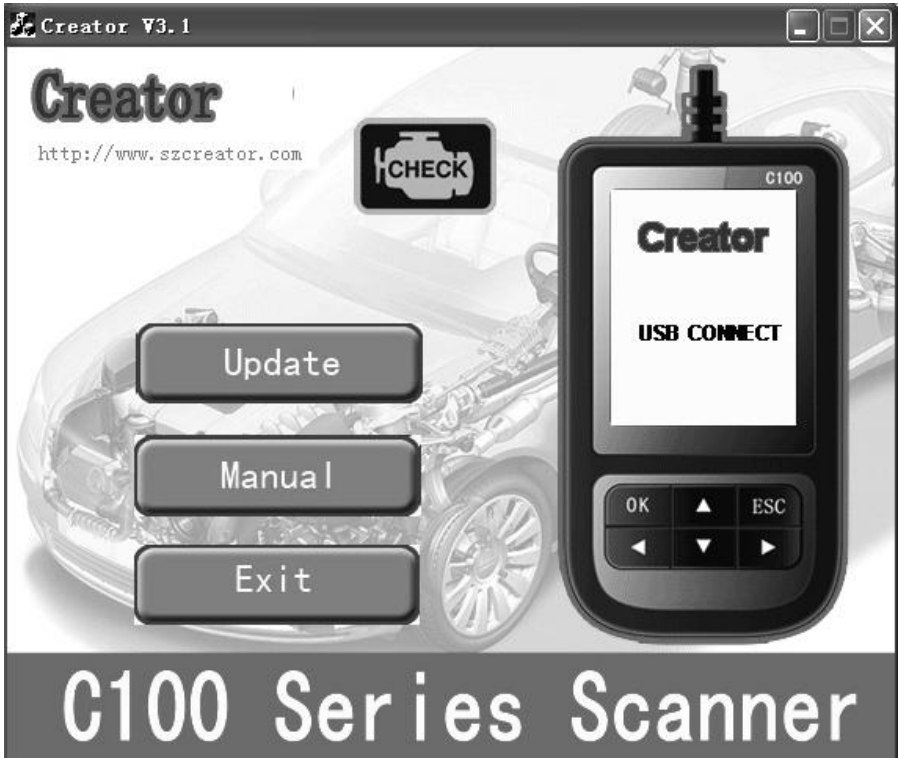 Creator V3.1
Creator
http://www.szcreator.com
CHECK
C100
Creator
USB CONNECT
Update
Manual
Exit
OK
ESC
C100 Series Scanner